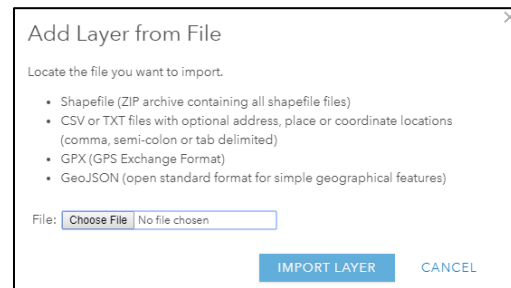 Add Layer from File
Locate the file you want to import.
• Shapefile (ZIP archive containing all shapefile files)
• CSV or TXT files with optional address, place or coordinate locations
(comma, semi-colon or tab delimited)
• GPX (GPS Exchange Format)
• GeoJSON (open standard format for simple geographical features)
File: Choose File No file chosen
IMPORT LAYER CANCEL